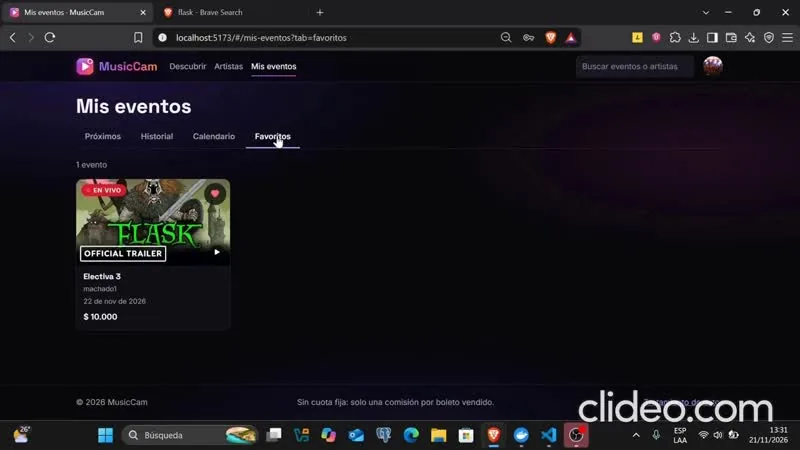 Mis eventos - MusicCam
flask - Brave Search
localhost:5173/#/mis-eventos?tab=favoritos
MusicCam
Descubrir
Artistas
Mis eventos
Buscar eventos o artistas
Mis eventos
Próximos
Historial
Calendario
Favoritos
1 evento
EN VIVO
FLASK
OFFICIAL TRAILER
Electiva 3
machado1
22 de nov de 2026
$ 10.000
© 2026 MusicCam
Sin cuota fija: solo una comisión por boleto vendido.
clideo.com
26°
Búsqueda
ESP
LAA
13:31
21/11/2026